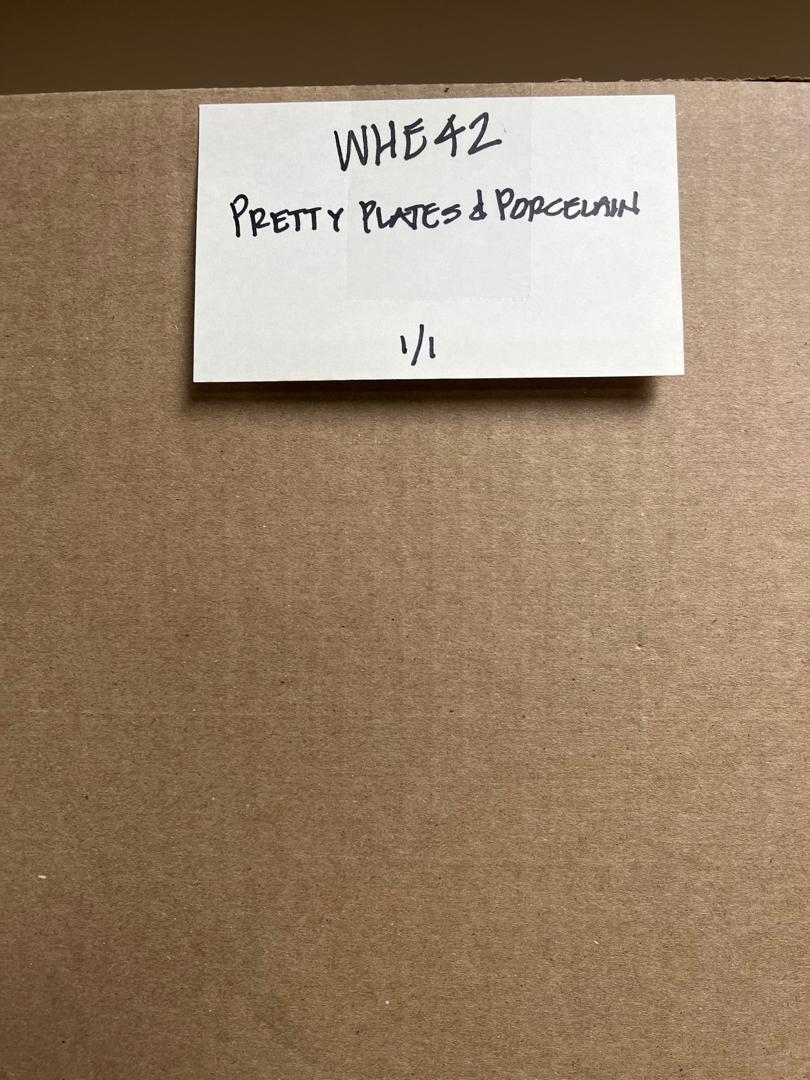 WHE42
PRETTY PLATES & PORCELAIN
1/1